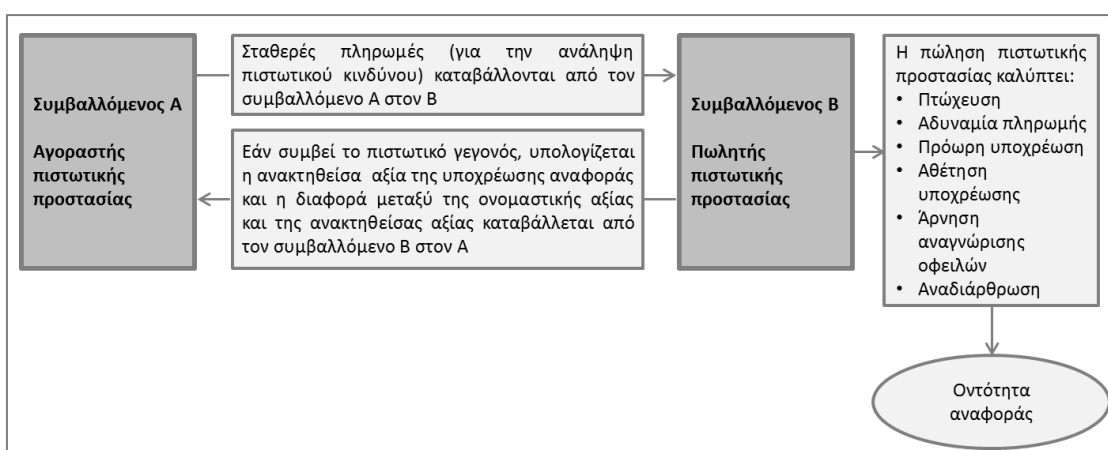 Συμβαλλόμενος Α
Αγοραστής
πιστωτικής
προστασίας
Σταθερές πληρωμές (για την ανάληψη
πιστωτικού κινδύνου) καταβάλλονται από τον
συμβαλλόμενο Α στον Β
Εάν συμβεί το πιστωτικό γεγονός, υπολογίζεται
η ανακτηθείσα αξία της υποχρέωσης αναφοράς
και η διαφορά μεταξύ της ονομαστικής αξίας
και της ανακτηθείσας αξίας καταβάλλεται από
τον συμβαλλόμενο Β στον Α
Συμβαλλόμενος Β
Πωλητής
πιστωτικής
προστασίας
Η πώληση πιστωτικής
προστασίας καλύπτει:
• Πτώχευση
• Αδυναμία πληρωμής
• Πρόωρη υποχρέωση
• Αθέτηση
υποχρέωσης
• Άρνηση
αναγνώρισης
οφειλών
• Αναδιάρθρωση
Οντότητα
αναφοράς